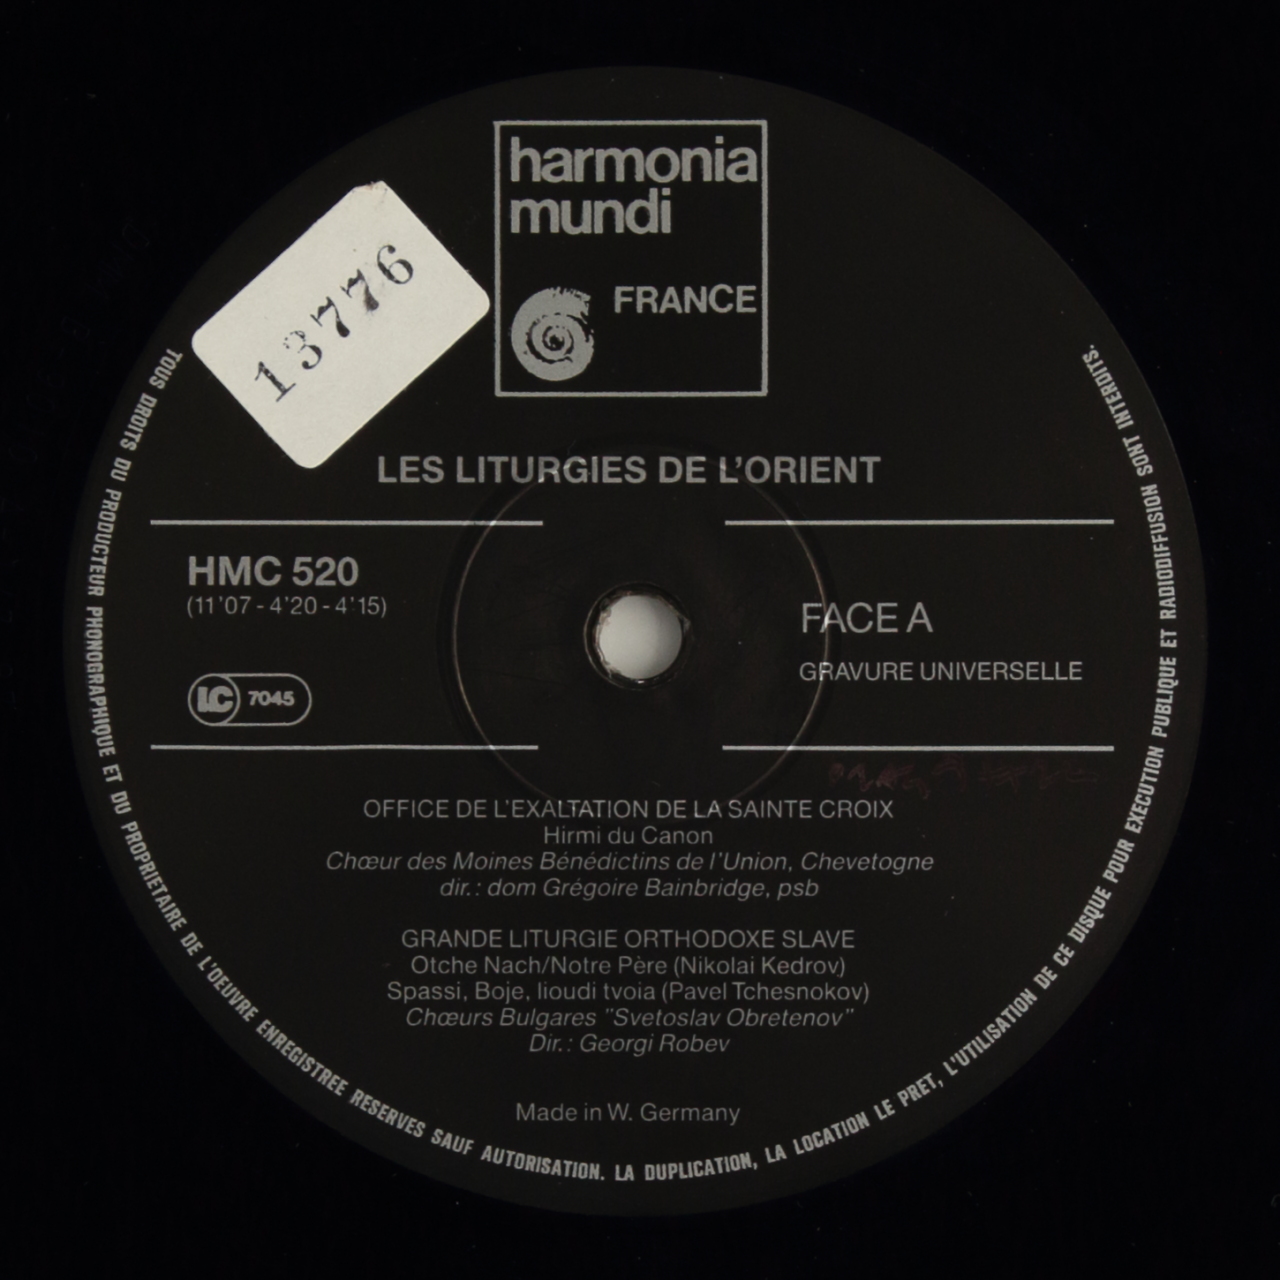 harmonia
mundi
FRANCE
13776
LES LITURGIES DE L'ORIENT
HMC 520
(11'07 - 4'20 - 4'15)
LC 7045
FACE A
GRAVURE UNIVERSELLE
OFFICE DE L'EXALTATION DE LA SAINTE CROIX
Hirmi du Canon
Chœur des Moines Bénédictins de l'Union, Chevetogne
dir.: dom Grégoire Bainbridge, psb
GRANDE LITURGIE ORTHODOXE SLAVE
Otche Nach/Notre Père (Nikolai Kedrov)
Spassi, Boje, lioudi tvoia (Pavel Tchesnokov)
Chœurs Bulgares "Svetoslav Obretenov"
Dir.: Georgi Robev
Made in W. Germany
TOUS DROITS DU PRODUCTEUR PHONOGRAPHIQUE ET DU PROPRIETAIRE DE L'OEUVRE ENREGISTREE RESERVES SAUF AUTORISATION. LA DUPLICATION, LA LOCATION LE PRET, L'UTILISATION DE CE DISQUE POUR EXECUTION PUBLIQUE ET RADIODIFFUSION SONT INTERDITS.